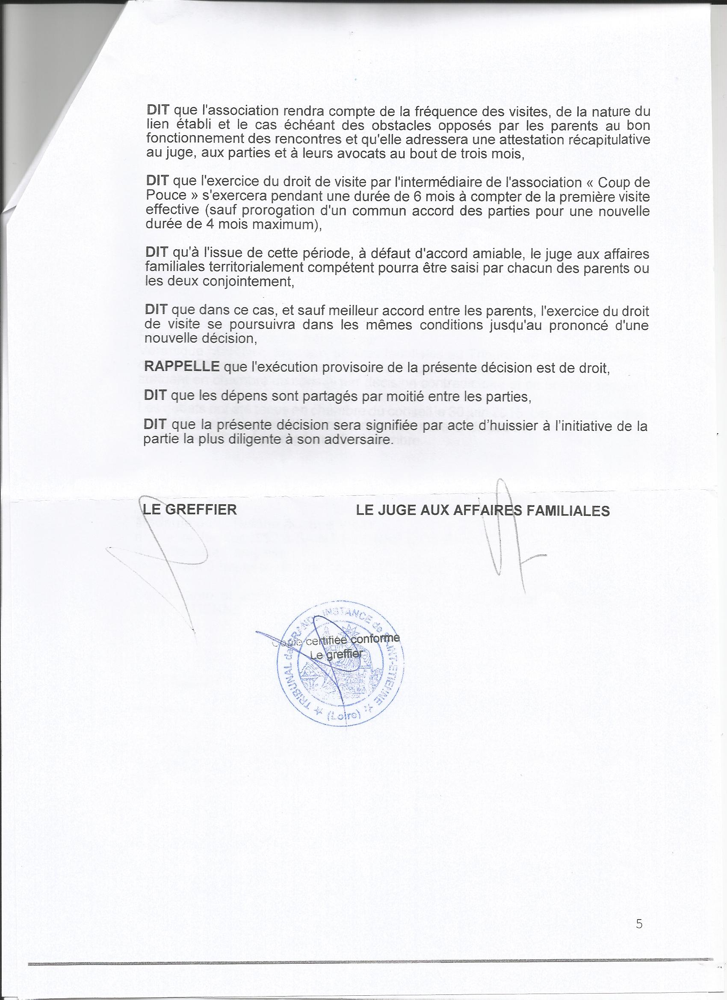 DIT que l'association rendra compte de la fréquence des visites, de la nature du
lien établi et le cas échéant des obstacles opposés par les parents au bon
fonctionnement des rencontres et qu'elle adressera une attestation récapitulative
au juge, aux parties et à leurs avocats au bout de trois mois,
DIT que l'exercice du droit de visite par l'intermédiaire de l'association « Coup de
Pouce » s'exercera pendant une durée de 6 mois à compter de la première visite
effective (sauf prorogation d'un commun accord des parties pour une nouvelle
durée de 4 mois maximum),
DIT qu'à l'issue de cette période, à défaut d'accord amiable, le juge aux affaires
familiales territorialement compétent pourra être saisi par chacun des parents ou
les deux conjointement,
DIT que dans ce cas, et sauf meilleur accord entre les parents, l'exercice du droit
de visite se poursuivra dans les mêmes conditions jusqu'au prononcé d'une
nouvelle décision,
RAPPELLE que l'exécution provisoire de la présente décision est de droit,
DIT que les dépens sont partagés par moitié entre les parties,
DIT que la présente décision sera signifiée par acte d’huissier à l’initiative de la
partie la plus diligente à son adversaire.
LE GREFFIER
LE JUGE AUX AFFAIRES FAMILIALES
TRIBUNAL de GRANDE INSTANCE de SAINT-ETIENNE
(Loire)
Copie certifiée conforme
Le greffier
5